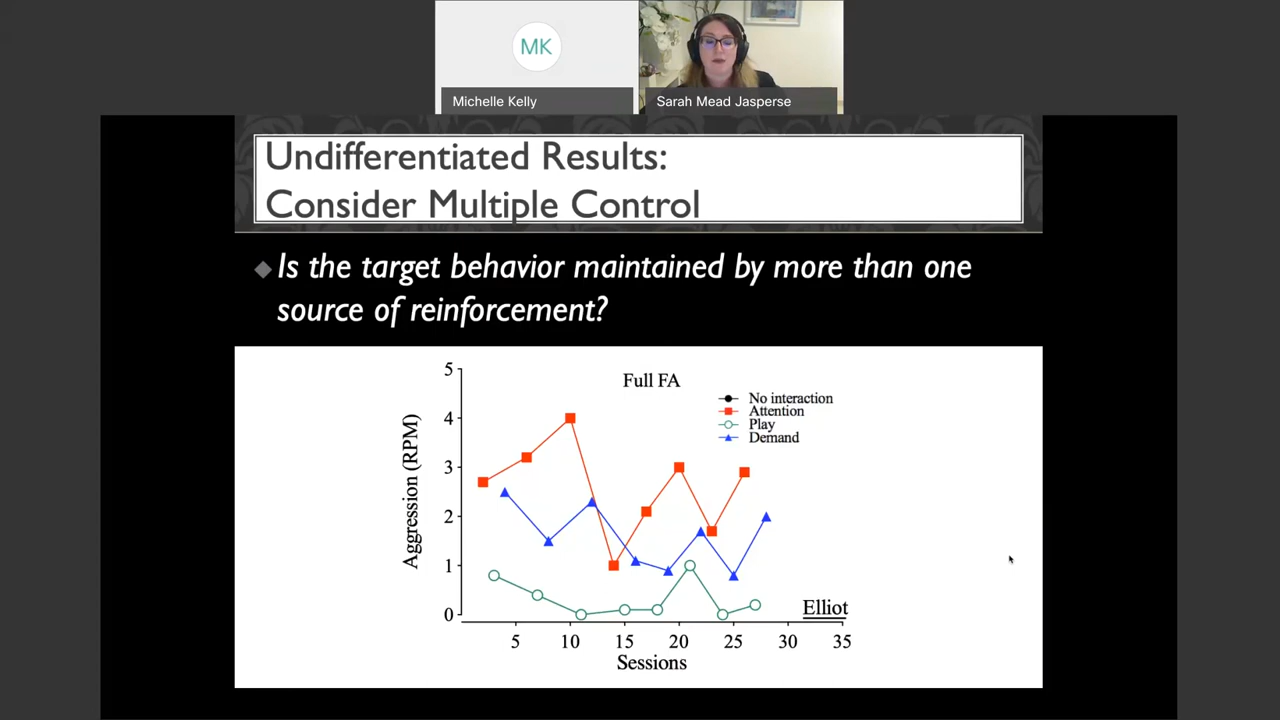 MK
Michelle Kelly
Sarah Mead Jasperse
Undifferentiated Results:
Consider Multiple Control
Is the target behavior maintained by more than one
source of reinforcement?
Full FA
No interaction
Attention
Play
Demand
Aggression (RPM)
5
4
3
2
1
0
Elliot
5 10 15 20 25 30 35
Sessions